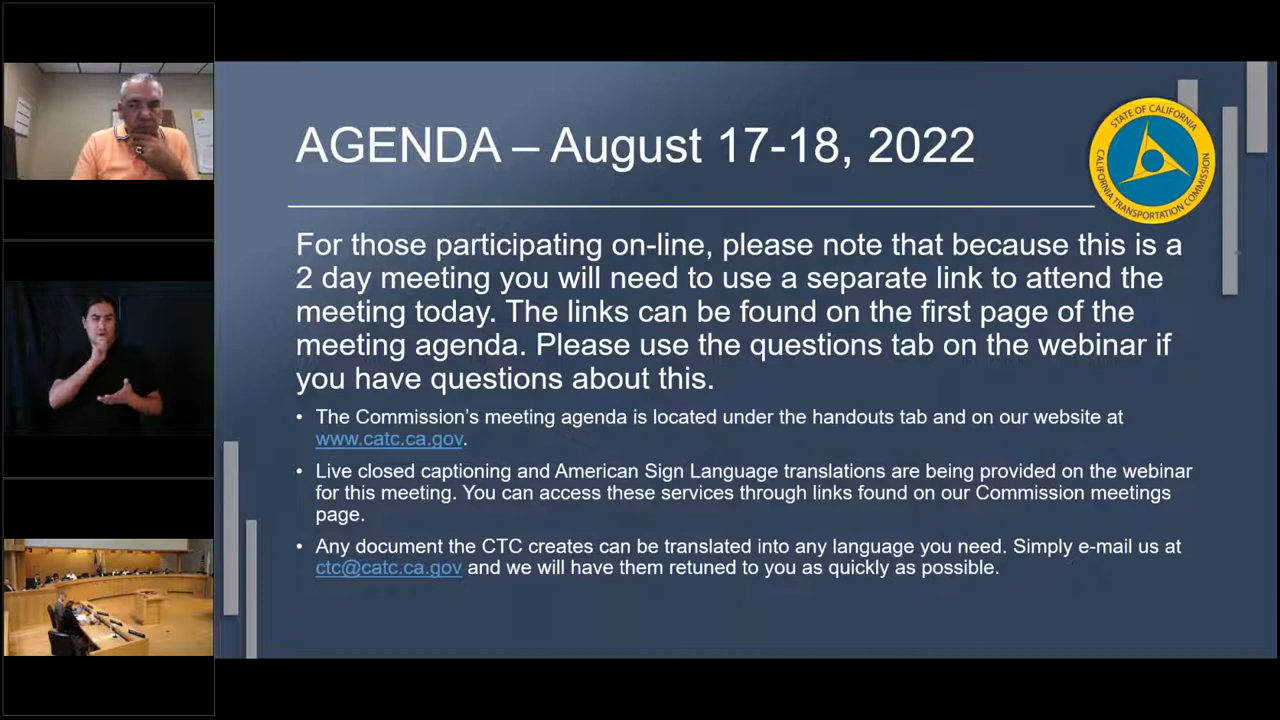 AGENDA – August 17-18, 2022
STATE OF CALIFORNIA
CALIFORNIA TRANSPORTATION COMMISSION
For those participating on-line, please note that because this is a
2 day meeting you will need to use a separate link to attend the
meeting today. The links can be found on the first page of the
meeting agenda. Please use the questions tab on the webinar if
you have questions about this.
• The Commission’s meeting agenda is located under the handouts tab and on our website at
www.catc.ca.gov.
• Live closed captioning and American Sign Language translations are being provided on the webinar
for this meeting. You can access these services through links found on our Commission meetings
page.
• Any document the CTC creates can be translated into any language you need. Simply e-mail us at
ctc@catc.ca.gov and we will have them retuned to you as quickly as possible.